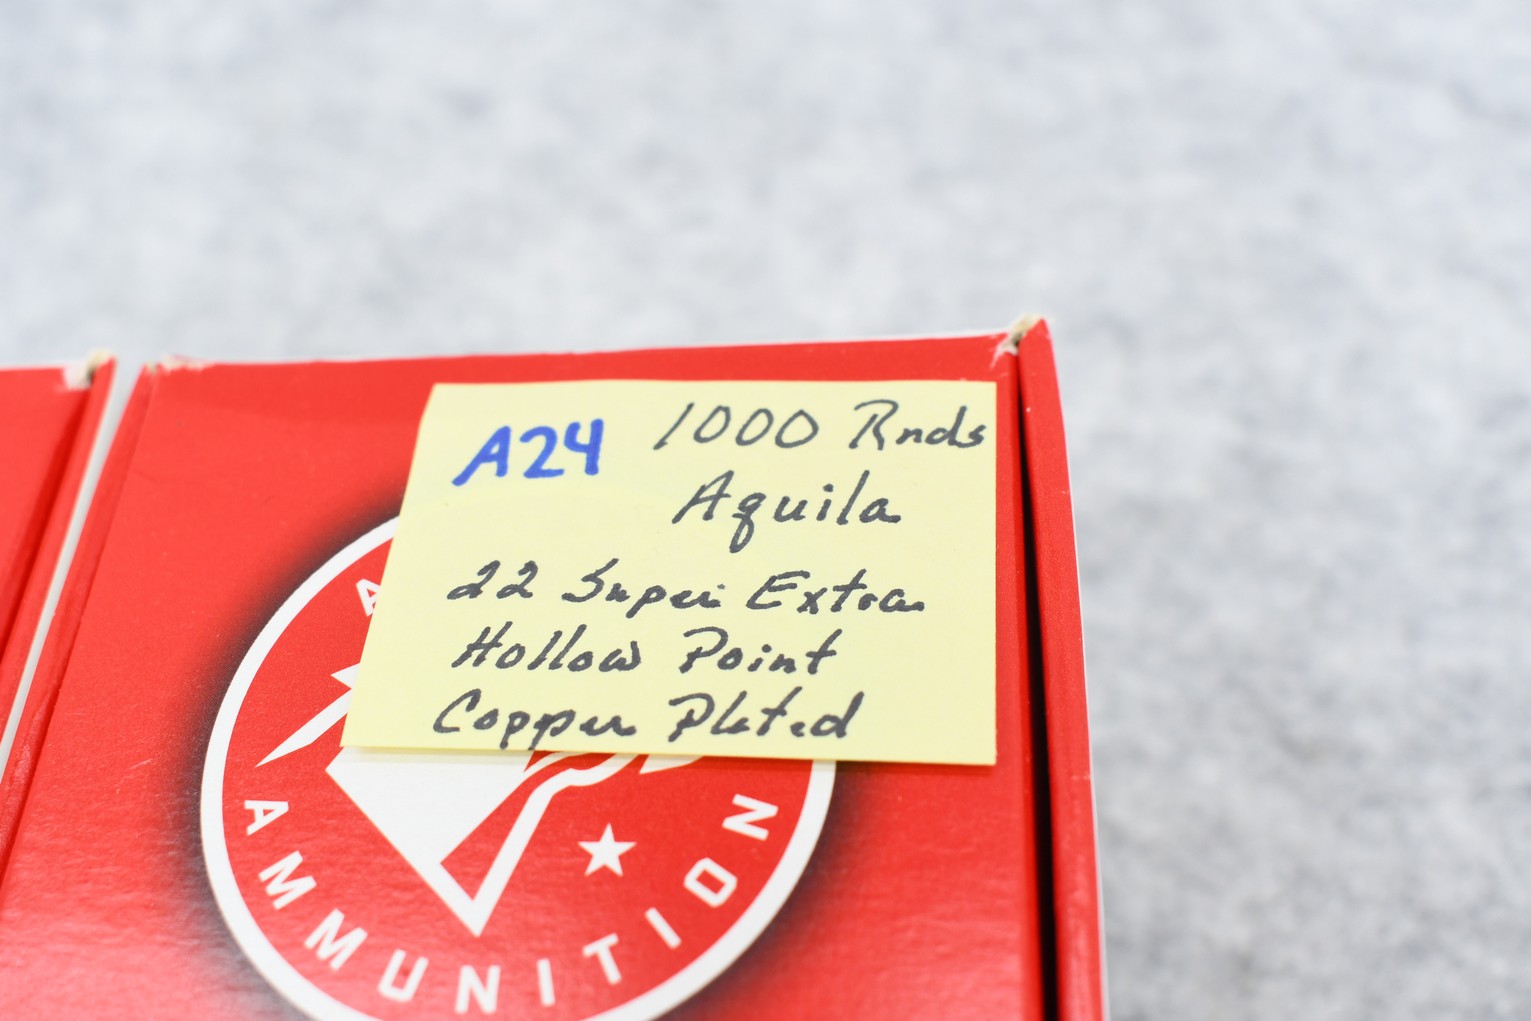 A24 1000 Rnds
Aquila
22 Super Extra
Hollow Point
Copper Plated
A
AMMUNITION